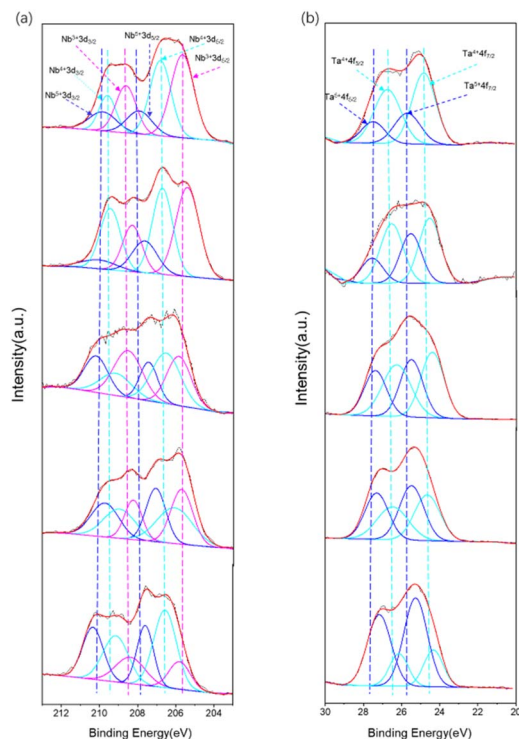 (a)
Nb³⁺3d₃/₂
Nb⁵⁺3d₅/₂
Nb⁴⁺3d₅/₂
Nb⁴⁺3d₃/₂
Nb³⁺3d₅/₂
Nb⁵⁺3d₃/₂
Intensity(a.u.)
Intensity(a.u.)
212
210
208
206
204
Binding Energy(eV)
(b)
Ta⁴⁺4f₅/₂
Ta⁴⁺4f₇/₂
Ta⁵⁺4f₅/₂
Ta⁵⁺4f₇/₂
Intensity(a.u.)
Intensity(a.u.)
30
28
26
24
22
20
Binding Energy(eV)